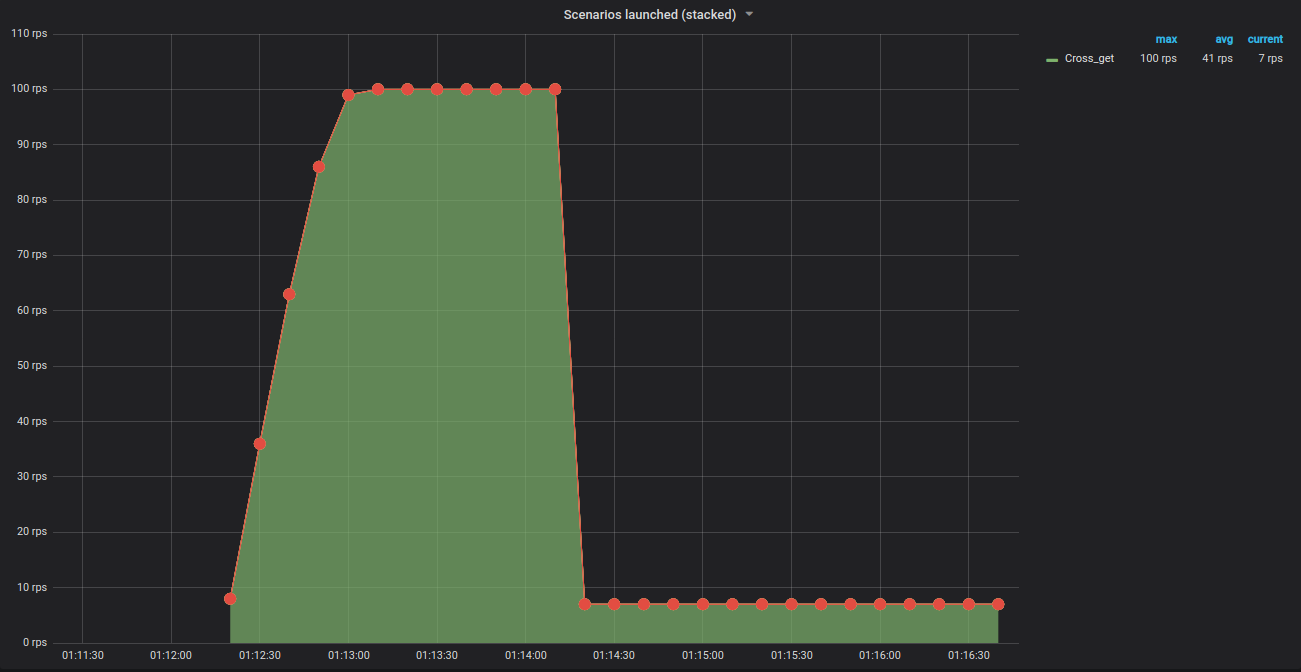 Scenarios launched (stacked)
110 rps
100 rps
90 rps
80 rps
70 rps
60 rps
50 rps
40 rps
30 rps
20 rps
10 rps
0 rps
01:11:30 01:12:00 01:12:30 01:13:00 01:13:30 01:14:00 01:14:30 01:15:00 01:15:30 01:16:00 01:16:30
max avg current
Cross_get 100 rps 41 rps 7 rps